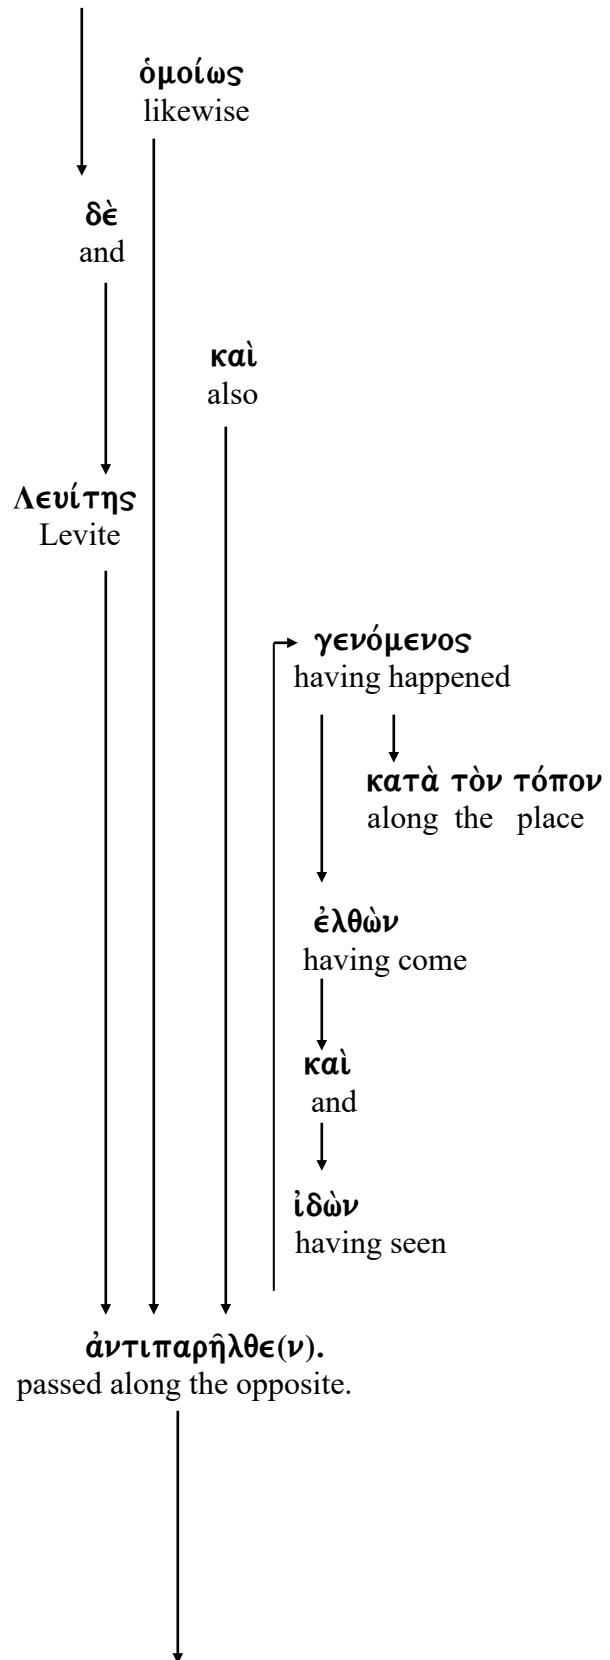 ὁμοίως
likewise
δὲ
and
καὶ
also
Λευίτης
Levite
γενόμενος
having happened
κατὰ τὸν τόπον
along the place
ἐλθὼν
having come
καὶ
and
ἰδὼν
having seen
ἀντιπαρῆλθε(ν).
passed along the opposite.